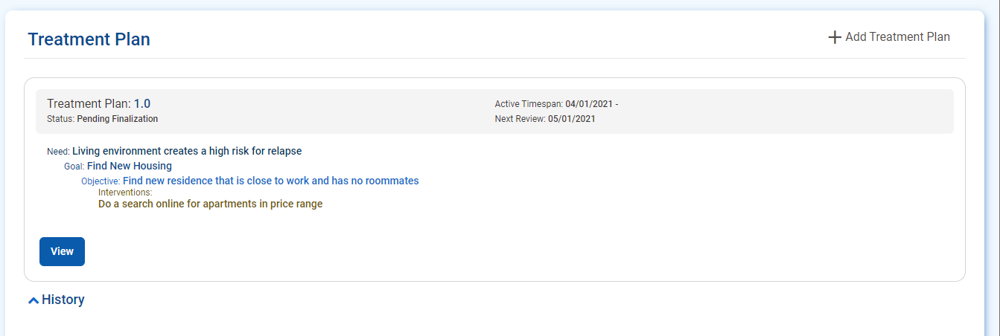 Treatment Plan
Add Treatment Plan
Treatment Plan: 1.0
Status: Pending Finalization
Active Timespan: 04/01/2021 -
Next Review: 05/01/2021
Need: Living environment creates a high risk for relapse
Goal: Find New Housing
Objective: Find new residence that is close to work and has no roommates
Interventions:
Do a search online for apartments in price range
View
History